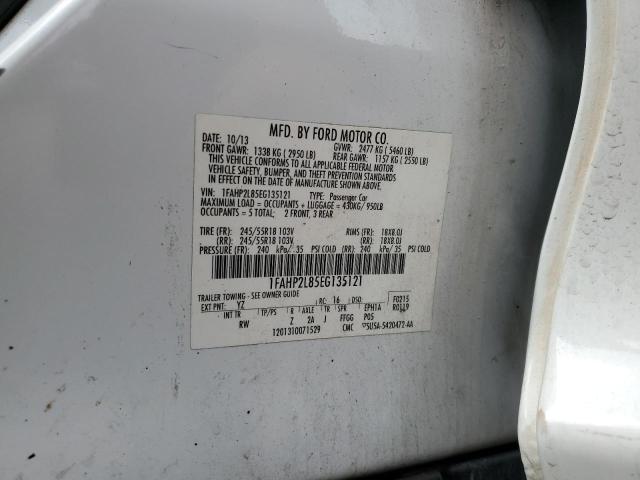 MFD. BY FORD MOTOR CO.
DATE: 10/13 GVWR: 2477 KG ( 5460 LB)
FRONT GAWR: 1338 KG ( 2950 LB) REAR GAWR: 1157 KG ( 2550 LB)
THIS VEHICLE CONFORMS TO ALL APPLICABLE FEDERAL MOTOR
VEHICLE SAFETY, BUMPER, AND THEFT PREVENTION STANDARDS
IN EFFECT ON THE DATE OF MANUFACTURE SHOWN ABOVE.
VIN: 1FAHP2L85EG135121 TYPE: Passenger Car
MAXIMUM LOAD = OCCUPANTS + LUGGAGE = 430KG/ 950LB
OCCUPANTS = 5 TOTAL; 2 FRONT, 3 REAR
TIRE (FR): 245/55R18 103V RIMS (FR): 18X8.0J
(RR): 245/55R18 103V (RR): 18X8.0J
PRESSURE (FR): 240 kPa/ 35 PSI COLD (RR): 240 kPa/ 35 PSI COLD
1FAHP2L85EG135121
TRAILER TOWING - SEE OWNER GUIDE
EXT PNT: YZ RC: 16 DSO: F0215
INT TR TP/PS R AXLE TR SPR EPH1A R0119
RW Z 2A J FFGG P05
1201310071529 CMC 5USA-5420472-AA